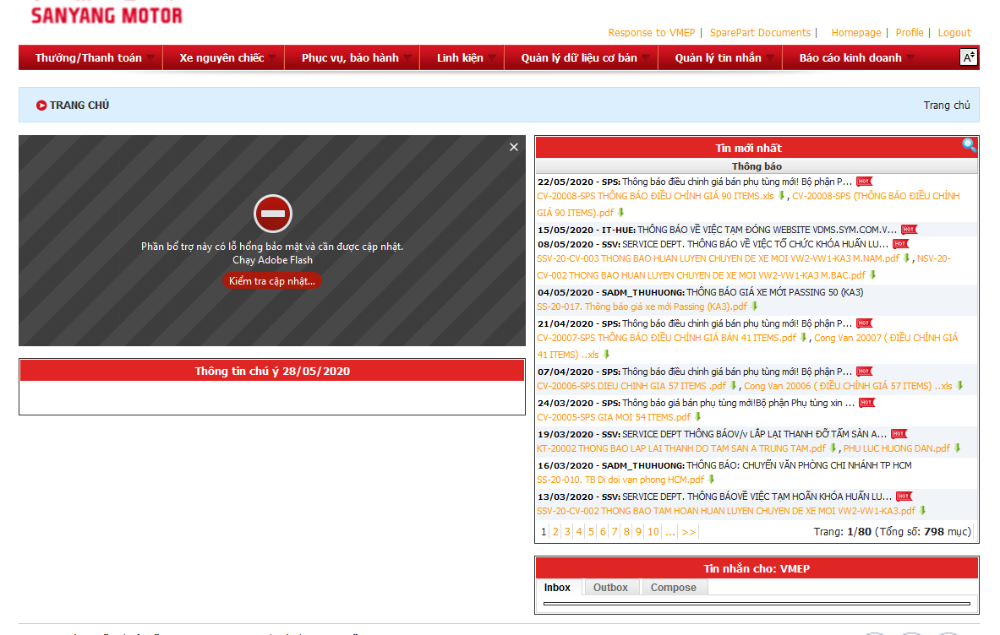 SANYANG MOTOR
Response to VMEP | SparePart Documents | Homepage | Profile | Logout
Thưởng/Thanh toán Xe nguyên chiếc Phục vụ, bảo hành Linh kiện Quản lý dữ liệu cơ bản Quản lý tin nhắn Báo cáo kinh doanh A
TRANG CHỦ Trang chủ
Phần bổ trợ này có lỗ hổng bảo mật và cần được cập nhật.
Chạy Adobe Flash
Kiểm tra cập nhật...
Thông tin chú ý 28/05/2020
Tin mới nhất
Thông báo
22/05/2020 - SPS: Thông báo điều chỉnh giá bán phụ tùng mới! Bộ phận P... HOT
CV-20008-SPS THÔNG BÁO ĐIỀU CHỈNH GIÁ 90 ITEMS.xls , CV-20008-SPS (THÔNG BÁO ĐIỀU CHỈNH
GIÁ 90 ITEMS).pdf
15/05/2020 - IT-HUE: THÔNG BÁO VỀ VIỆC TẠM ĐÓNG WEBSITE VDMS.SYM.COM.V... HOT
08/05/2020 - SSV: SERVICE DEPT. THÔNG BÁO VỀ VIỆC TỔ CHỨC KHÓA HUẤN LU... HOT
SSV-20-CV-003 THONG BAO HUAN LUYEN CHUYEN DE XE MOI VW2-VW1-KA3 M.NAM.pdf , NSV-20-
CV-002 THONG BAO HUAN LUYEN CHUYEN DE XE MOI VW2-VW1-KA3 M.BAC.pdf
04/05/2020 - SADM_THUHUONG: THÔNG BÁO GIÁ XE MỚI PASSING 50 (KA3)
SS-20-017. Thông báo giá xe mới Passing (KA3).pdf
21/04/2020 - SPS: Thông báo điều chỉnh giá bán phụ tùng mới! Bộ phận P... HOT
CV-20007-SPS THÔNG BÁO ĐIỀU CHỈNH GIÁ BÁN 41 ITEMS.pdf , Cong Van 20007 ( ĐIỀU CHỈNH GIÁ
41 ITEMS) ..xls
07/04/2020 - SPS: Thông báo điều chỉnh giá bán phụ tùng mới! Bộ phận P... HOT
CV-20006-SPS DIEU CHINH GIA 57 ITEMS .pdf , Cong Van 20006 ( ĐIỀU CHỈNH GIÁ 57 ITEMS) ..xls
24/03/2020 - SPS: Thông báo giá bán phụ tùng mới!Bộ phận Phụ tùng xin ... HOT
CV-20005-SPS GIA MOI 54 ITEMS.pdf
19/03/2020 - SSV: SERVICE DEPT THÔNG BÁOV/v LẮP LẠI THANH ĐỠ TẤM SÀN A... HOT
KT-20002 THONG BAO LAP LAI THANH DO TAM SAN A TRUNG TAM.pdf , PHU LUC HUONG DAN.pdf
16/03/2020 - SADM_THUHUONG: THÔNG BÁO: CHUYỂN VĂN PHÒNG CHI NHÁNH TP HCM
SS-20-010. TB Di doi van phong HCM.pdf
13/03/2020 - SSV: SERVICE DEPT. THÔNG BÁOVỀ VIỆC TẠM HOÃN KHÓA HUẤN LU... HOT
SSV-20-CV-002 THONG BAO TAM HOAN HUAN LUYEN CHUYEN DE XE MOI VW2-VW1-KA3.pdf
1 2 3 4 5 6 7 8 9 10 ... >> Trang: 1/80 (Tổng số: 798 mục)
Tin nhắn cho: VMEP
Inbox Outbox Compose